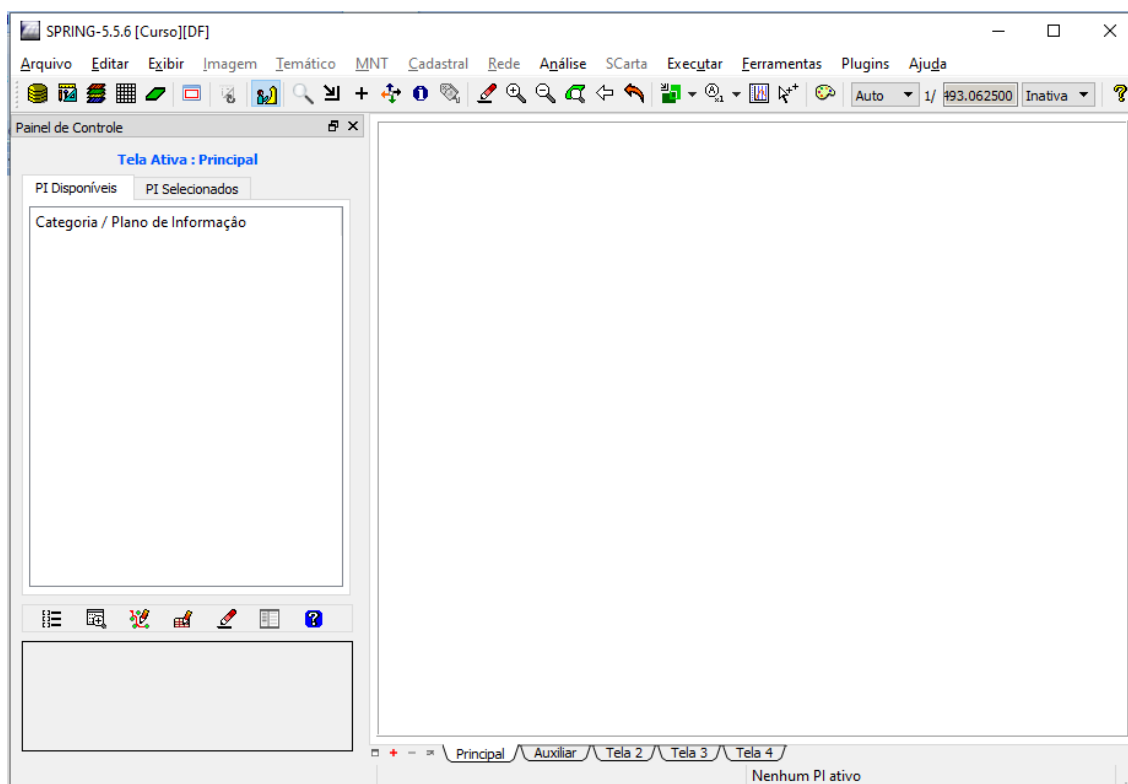 SPRING-5.5.6 [Curso][DF]
Arquivo Editar Exibir Imagem Temático MNT Cadastral Rede Análise SCarta Executar Ferramentas Plugins Ajuda
Auto 1/ 493.062500 Inativa
Painel de Controle
Tela Ativa : Principal
PI Disponíveis PI Selecionados
Categoria / Plano de Informação
Principal Auxiliar Tela 2 Tela 3 Tela 4
Nenhum PI ativo